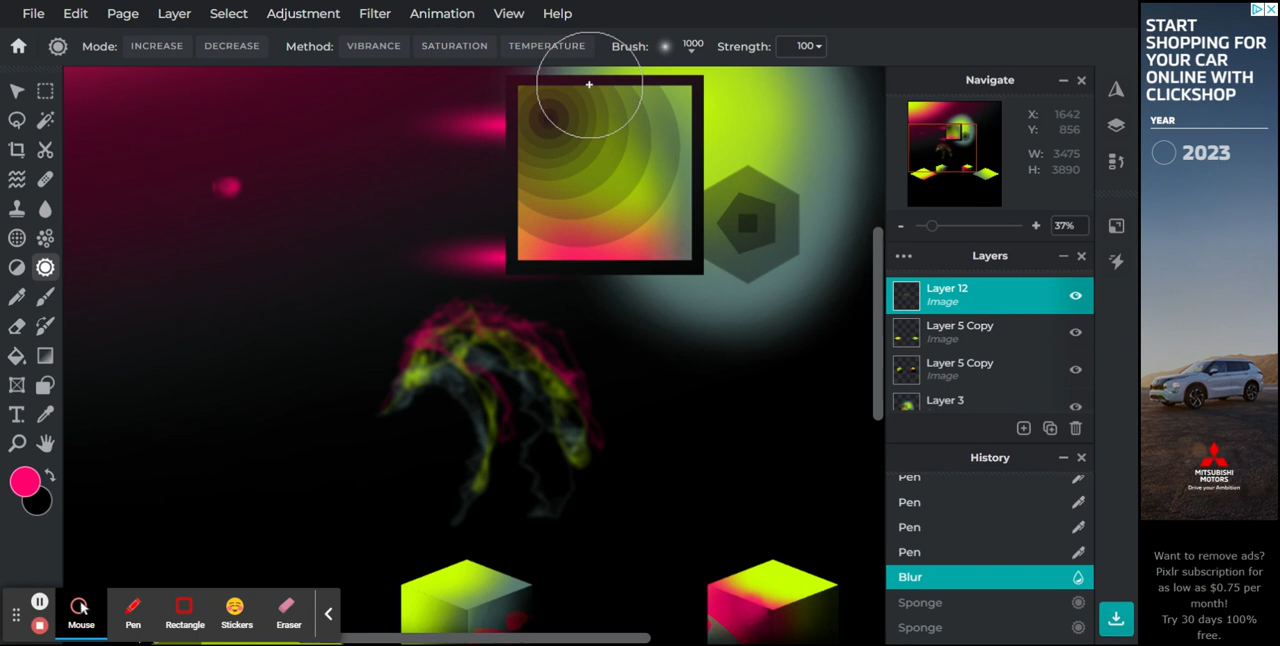 File Edit Page Layer Select Adjustment Filter Animation View Help
Mode: INCREASE DECREASE Method: VIBRANCE SATURATION TEMPERATURE Brush: 1000 Strength: 100
Navigate
X: 1642
Y: 856
W: 3475
H: 3890
- + 37%
Layers
Layer 12
Image
Layer 5 Copy
Image
Layer 5 Copy
Image
Layer 3
History
Pen
Pen
Pen
Pen
Blur
Sponge
Sponge
T
Mouse Pen Rectangle Stickers Eraser
START
SHOPPING FOR
YOUR CAR
ONLINE WITH
CLICKSHOP
YEAR
2023
MITSUBISHI
MOTORS
Drive your Ambition
Want to remove ads?
Pixlr subscription for
as low as $0.75 per
month!
Try 30 days 100%
free.